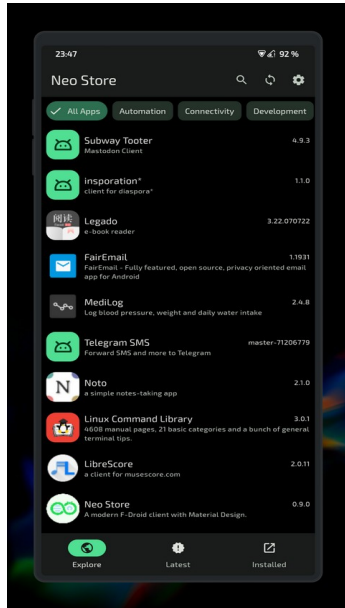 23:47
92 %
Neo Store
All Apps
Automation
Connectivity
Development
Subway Tooter
4.9.3
Mastodon Client
insporation*
1.1.0
client for diaspora*
阅读
Legado
3.22.070722
e-book reader
FairEmail
1.1931
FairEmail - Fully featured, open source, privacy oriented email
app for Android
MediLog
2.4.8
Log blood pressure, weight and daily water intake
Telegram SMS
master-71206779
Forward SMS and more to Telegram
N
Noto
2.1.0
a simple notes-taking app
Linux Command Library
3.0.1
4608 manual pages, 21 basic categories and a bunch of general
terminal tips.
LibreScore
2.0.11
a client for musescore.com
Neo Store
0.9.0
A modern F-Droid client with Material Design.
Explore
Latest
Installed